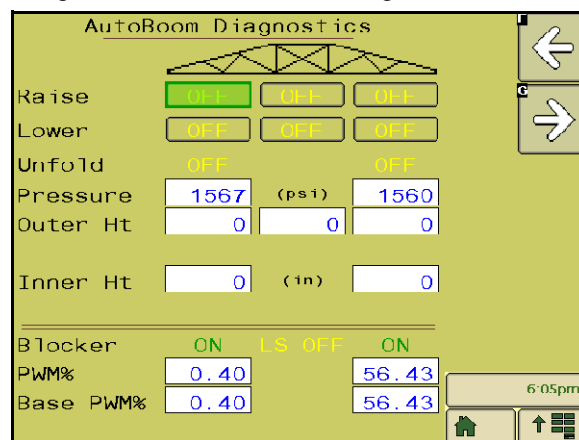 AutoBoom Diagnostics
F
G
Raise OFF OFF OFF
Lower OFF OFF OFF
Unfold OFF OFF
Pressure 1567 (psi) 1560
Outer Ht 0 0 0
Inner Ht 0 (in) 0
Blocker ON LS OFF ON
PWM% 0.40 56.43
Base PWM% 0.40 56.43
6:05pm